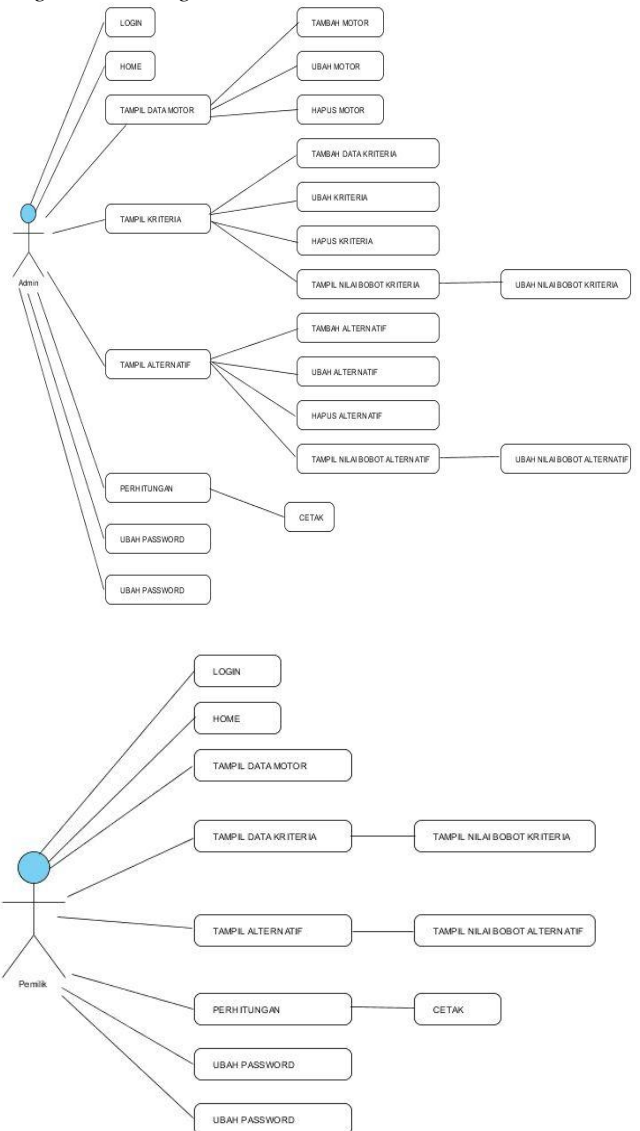 LOGIN
TAMBAH MOTOR
HOME
UBAH MOTOR
TAMPIL DATA MOTOR
HAPUS MOTOR
TAMBAH DATA KRITERIA
UBAH KRITERIA
TAMPIL KRITERIA
HAPUS KRITERIA
Admin
TAMPIL NILAI BOBOT KRITERIA
UBAH NILAI BOBOT KRITERIA
TAMBAH ALTERNATIF
TAMPIL ALTERNATIF
UBAH ALTERNATIF
HAPUS ALTERNATIF
TAMPIL NILAI BOBOT ALTERNATIF
UBAH NILAI BOBOT ALTERNATIF
PERHITUNGAN
CETAK
UBAH PASSWORD
UBAH PASSWORD
LOGIN
HOME
TAMPIL DATA MOTOR
TAMPIL DATA KRITERIA
TAMPIL NILAI BOBOT KRITERIA
TAMPIL ALTERNATIF
TAMPIL NILAI BOBOT ALTERNATIF
Pemilik
PERHITUNGAN
CETAK
UBAH PASSWORD
UBAH PASSWORD